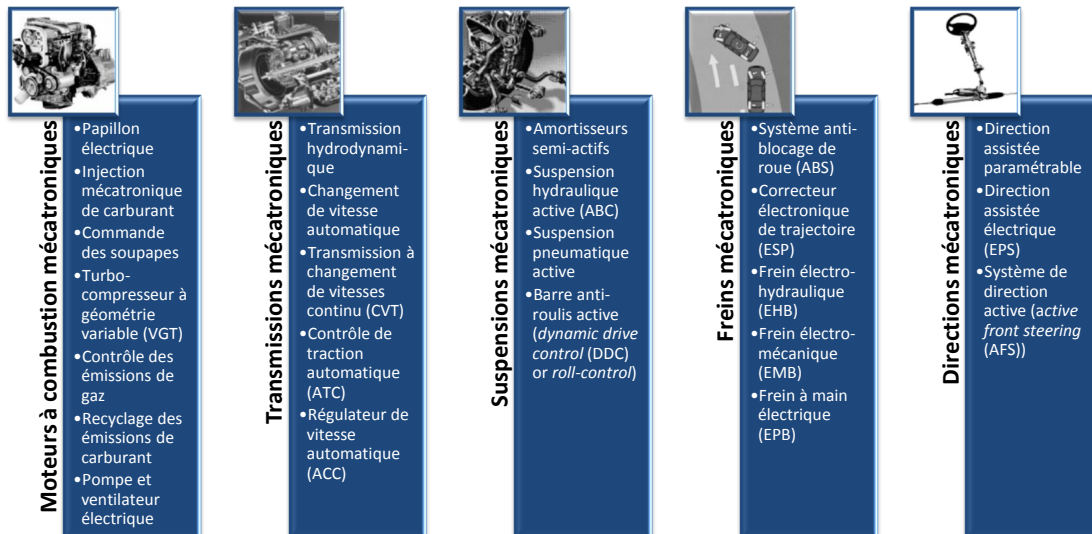 Moteurs à combustion mécatroniques
•Papillon
électrique
•Injection
mécatronique
de carburant
•Commande
des soupapes
•Turbo-
compresseur à
géométrie
variable (VGT)
•Contrôle des
émissions de
gaz
•Recyclage des
émissions de
carburant
•Pompe et
ventilateur
électrique
Transmissions mécatroniques
•Transmission
hydrodynami-
que
•Changement
de vitesse
automatique
•Transmission à
changement
de vitesses
continu (CVT)
•Contrôle de
traction
automatique
(ATC)
•Régulateur de
vitesse
automatique
(ACC)
Suspensions mécatroniques
•Amortisseurs
semi-actifs
•Suspension
hydraulique
active (ABC)
•Suspension
pneumatique
active
•Barre anti-
roulis active
(dynamic drive
control (DDC)
or roll-control)
Freins mécatroniques
•Système anti-
blocage de
roue (ABS)
•Correcteur
électronique
de trajectoire
(ESP)
•Frein électro-
hydraulique
(EHB)
•Frein électro-
mécanique
(EMB)
•Frein à main
électrique
(EPB)
Directions mécatroniques
•Direction
assistée
paramétrable
•Direction
assistée
électrique
(EPS)
•Système de
direction
active (active
front steering
(AFS))